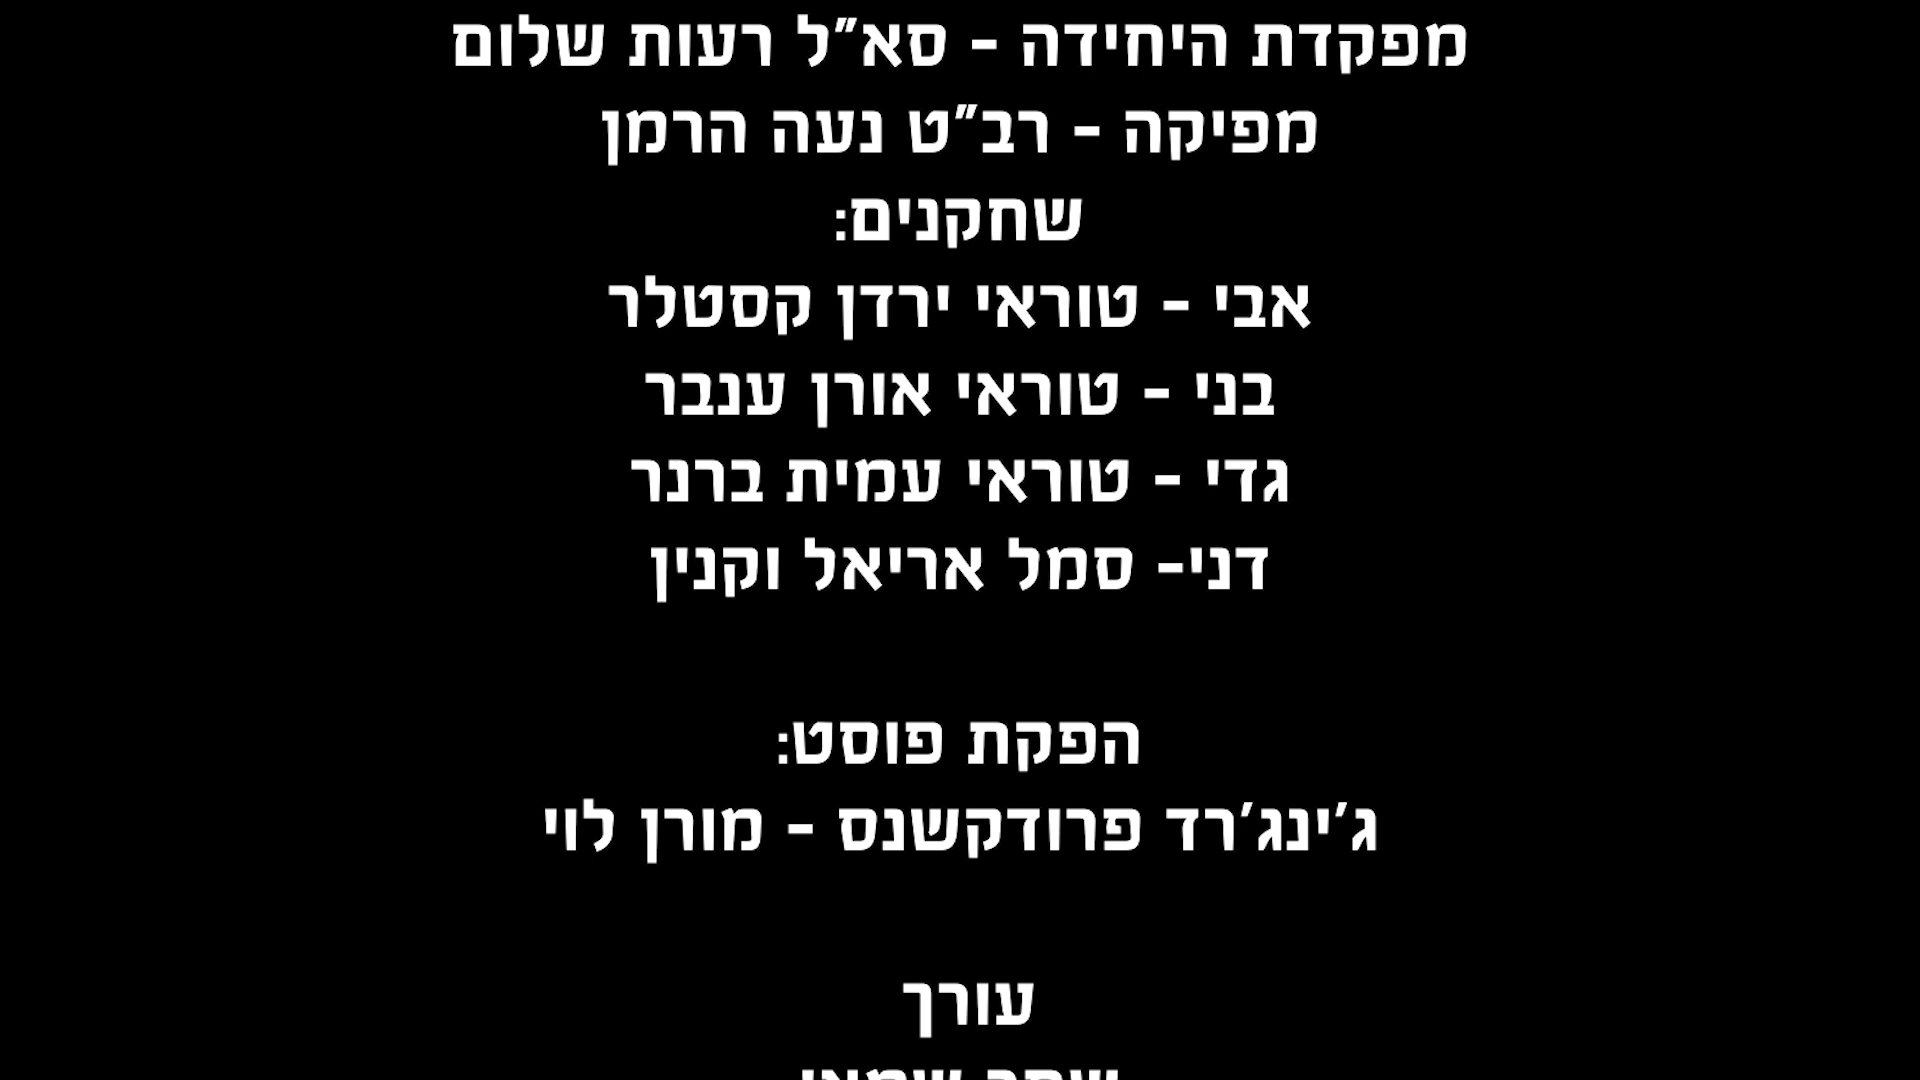 מפקדת היחידה - סא"ל רעות שלום
מפיקה - רב"ט נעה הרמן
שחקנים:
אבי - טוראי ירדן קסטלר
בני - טוראי אורן ענבר
גדי - טוראי עמית ברנר
דני- סמל אריאל וקנין
הפקת פוסט:
ג'ינג'רד פרודקשנס - מורן לוי
עורך